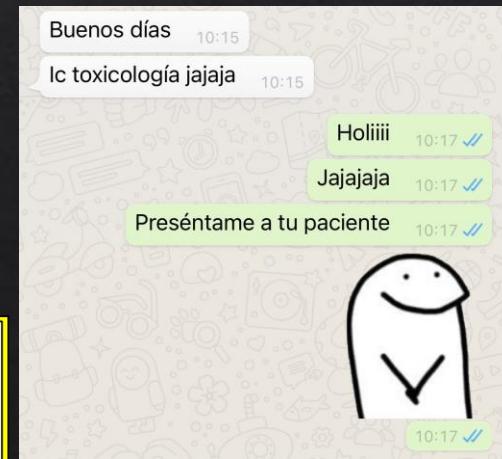 Buenos días 10:15
Ic toxicología jajaja 10:15
Holiiii 10:17
Jajajaja 10:17
Preséntame a tu paciente 10:17
10:17